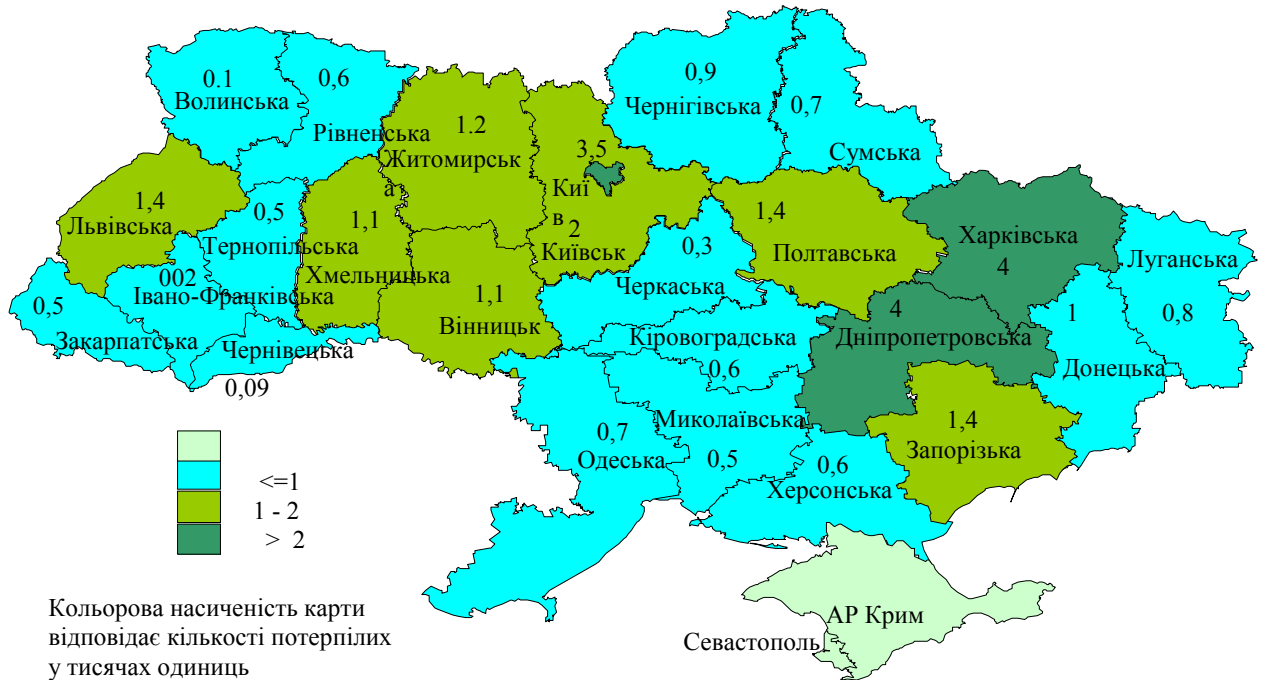 0.1
Волинська
0,6
Рівненська
1.2
Житомирськ
а
3,5
Киї
в
2
Київськ
0,9
Чернігівська
0,7
Сумська
1,4
Львівська
0,5
Тернопільська
1,1
Хмельницька
002
Івано-Франківська
0,5
Закарпатська
Чернівецька
0,09
1,1
Вінницьк
0,3
Черкаська
1,4
Полтавська
Харківська
4
Луганська
0,8
1
Донецька
4
Дніпропетровська
Кіровоградська
0,6
Миколаївська
0,5
0,7
Одеська
0,6
Херсонська
1,4
Запорізька
АР Крим
Севастополь
<=1
1 - 2
> 2
Кольорова насиченість карти
відповідає кількості потерпілих
у тисячах одиниць